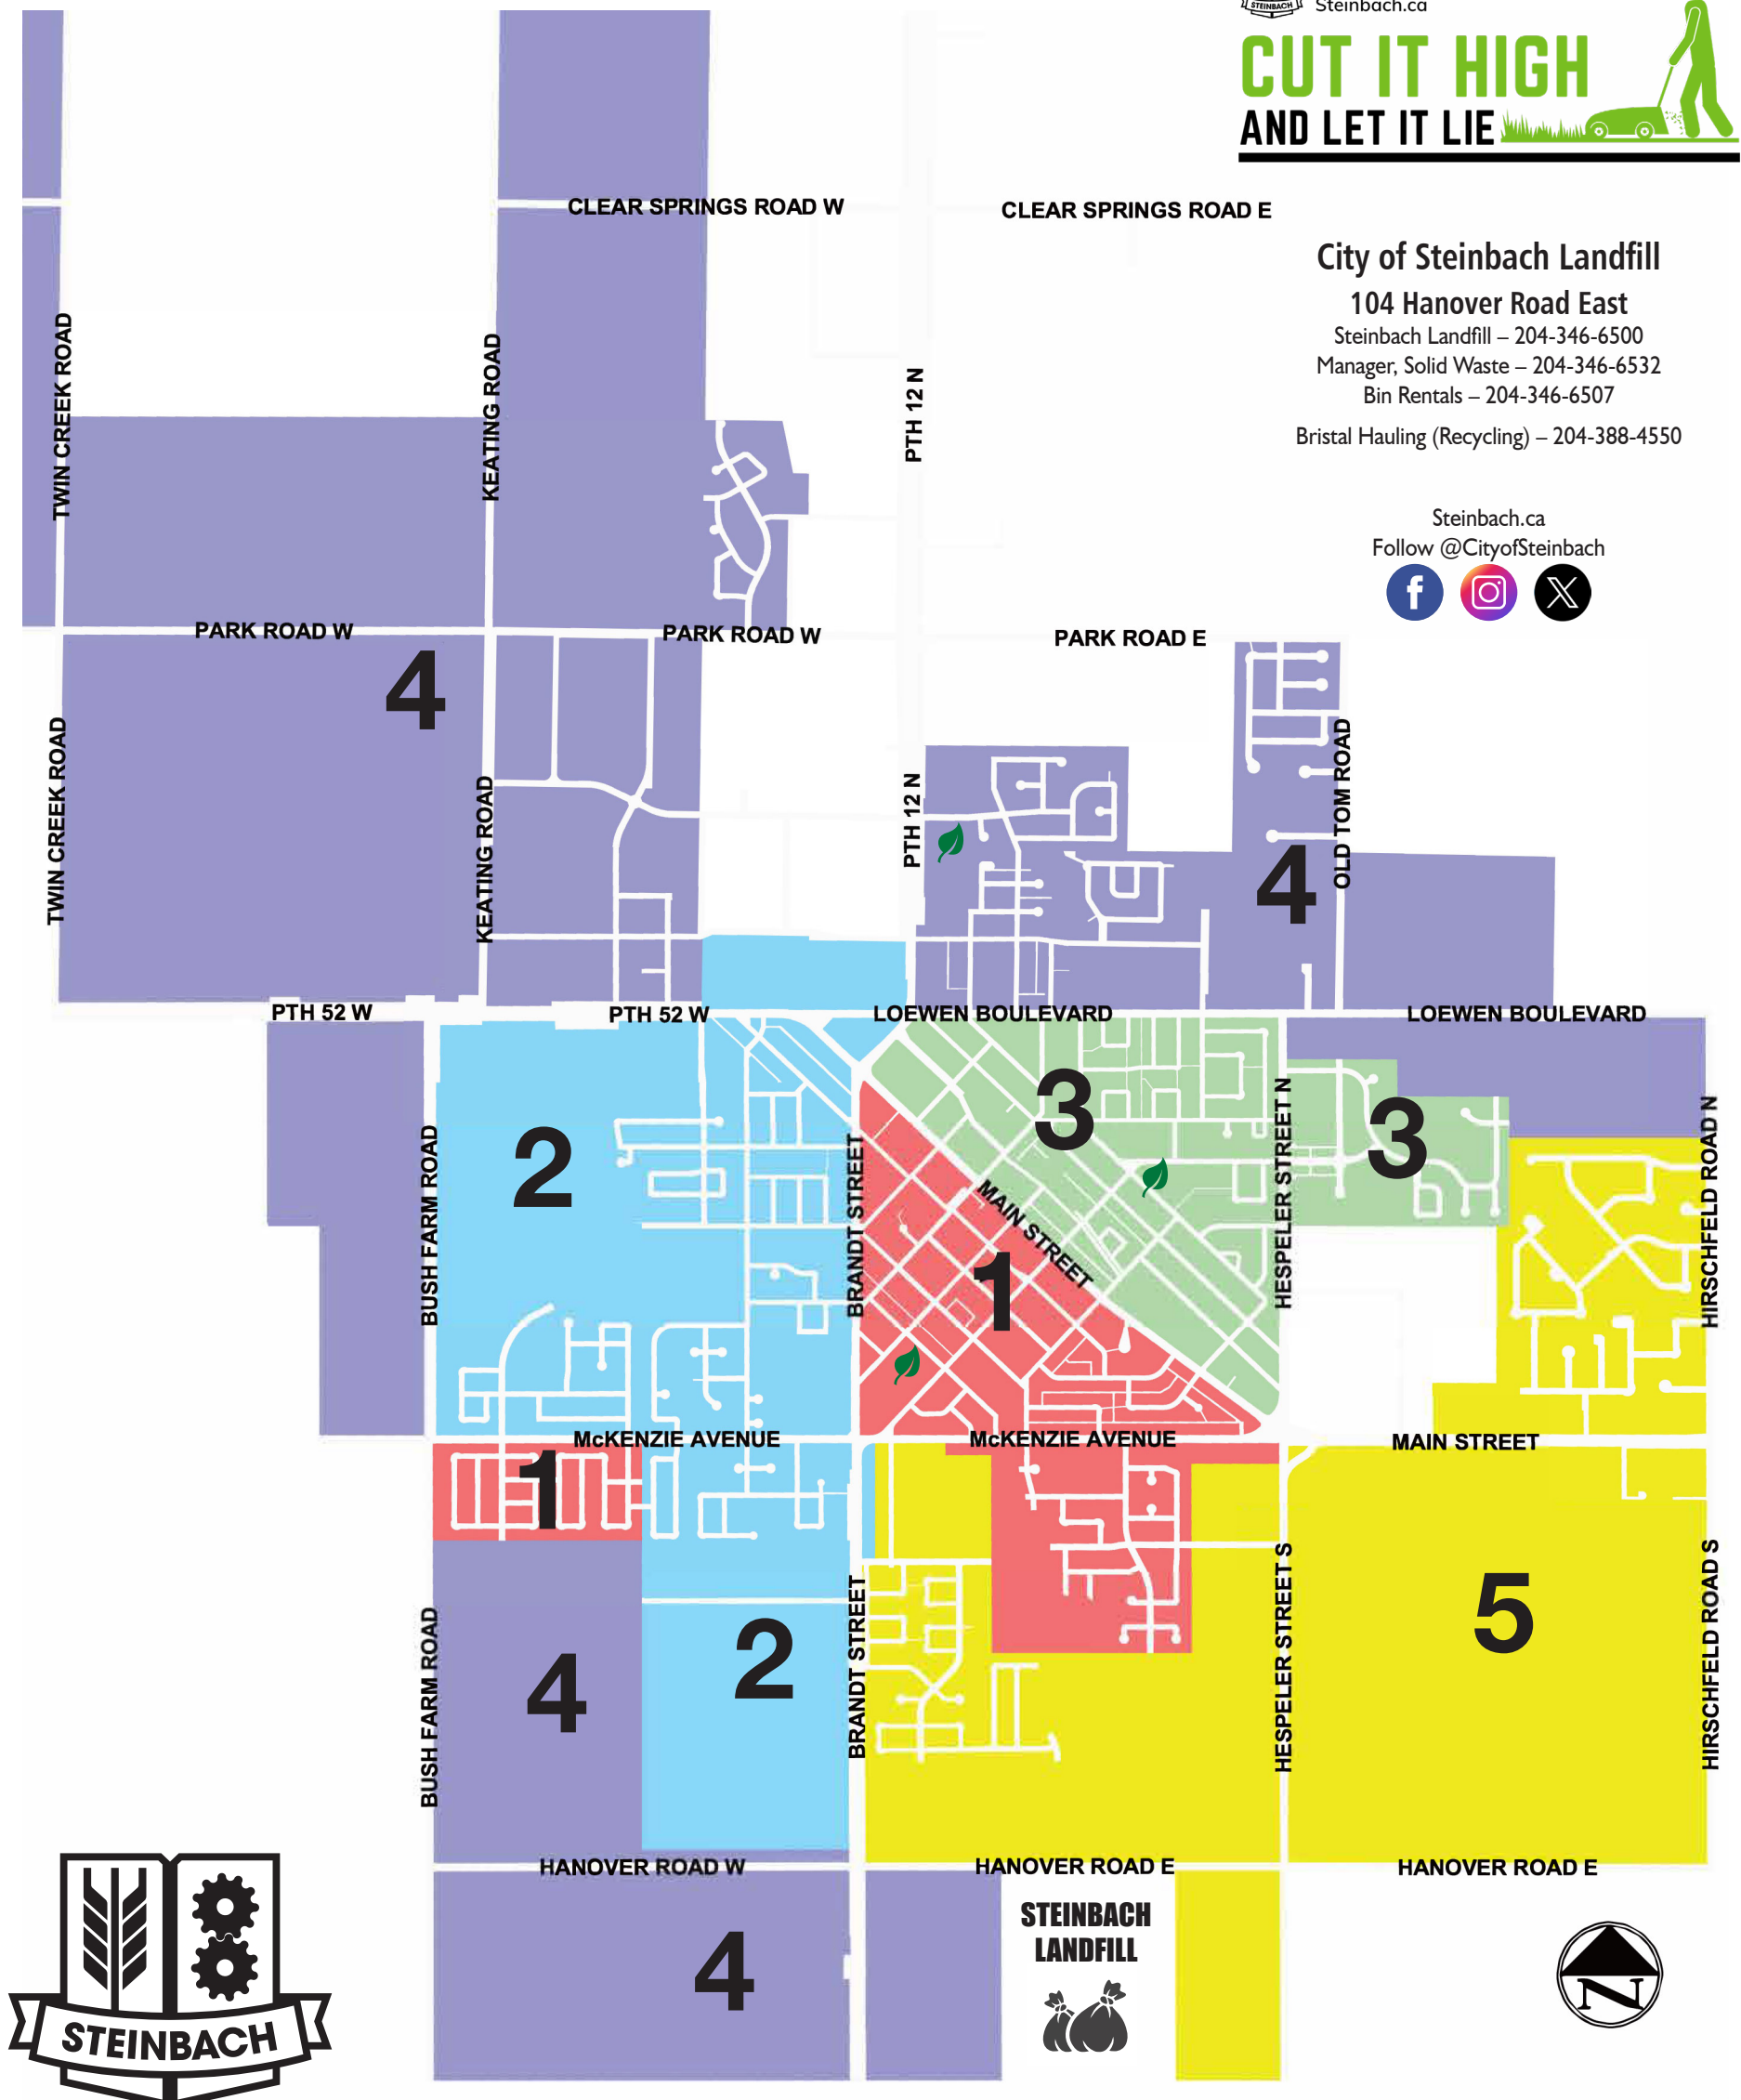 STEINBACH
Steinbach.ca
CUT IT HIGH
AND LET IT LIE
CLEAR SPRINGS ROAD W
CLEAR SPRINGS ROAD E
City of Steinbach Landfill
104 Hanover Road East
Steinbach Landfill – 204-346-6500
Manager, Solid Waste – 204-346-6532
Bin Rentals – 204-346-6507
Bristal Hauling (Recycling) – 204-388-4550
Steinbach.ca
Follow @CityofSteinbach
TWIN CREEK ROAD
KEATING ROAD
PTH 12 N
PARK ROAD W
PARK ROAD W
PARK ROAD E
4
TWIN CREEK ROAD
KEATING ROAD
PTH 12 N
OLD TOM ROAD
4
PTH 52 W
PTH 52 W
LOEWEN BOULEVARD
LOEWEN BOULEVARD
2
3
3
BUSH FARM ROAD
BRANDT STREET
MAIN STREET
HESPELER STREET N
HIRSCHFELD ROAD N
1
McKENZIE AVENUE
McKENZIE AVENUE
MAIN STREET
1
BUSH FARM ROAD
BRANDT STREET
HESPELER STREET S
HIRSCHFELD ROAD S
5
2
4
HANOVER ROAD W
HANOVER ROAD E
HANOVER ROAD E
STEINBACH
LANDFILL
4
N
STEINBACH